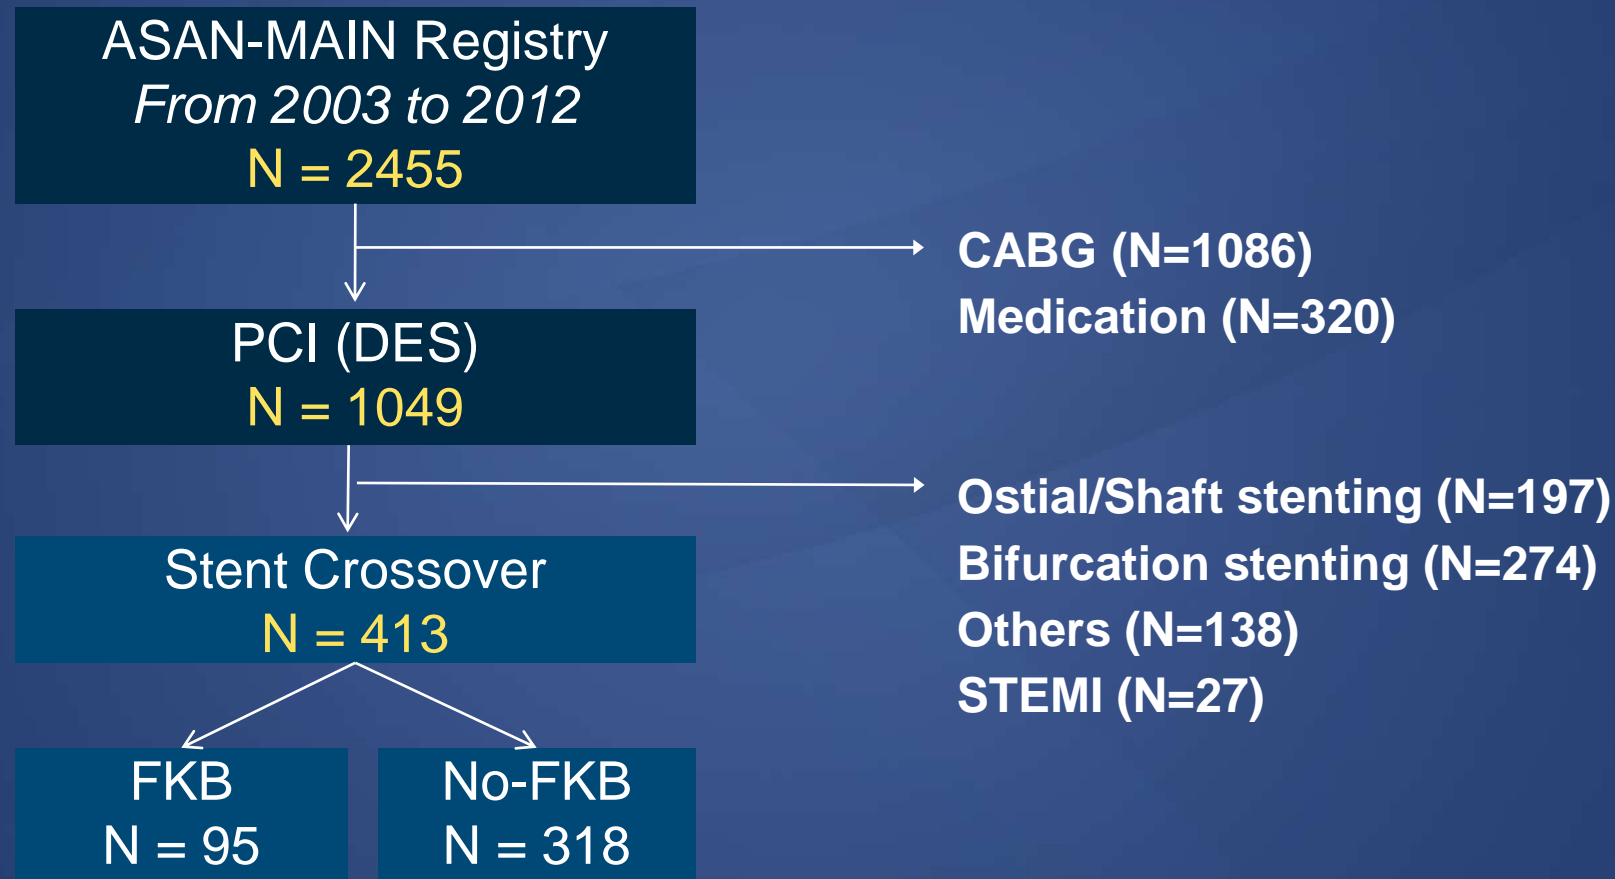 ASAN-MAIN Registry
From 2003 to 2012
N = 2455
CABG (N=1086)
Medication (N=320)
PCI (DES)
N = 1049
Ostial/Shaft stenting (N=197)
Bifurcation stenting (N=274)
Others (N=138)
STEMI (N=27)
Stent Crossover
N = 413
FKB
N = 95
No-FKB
N = 318